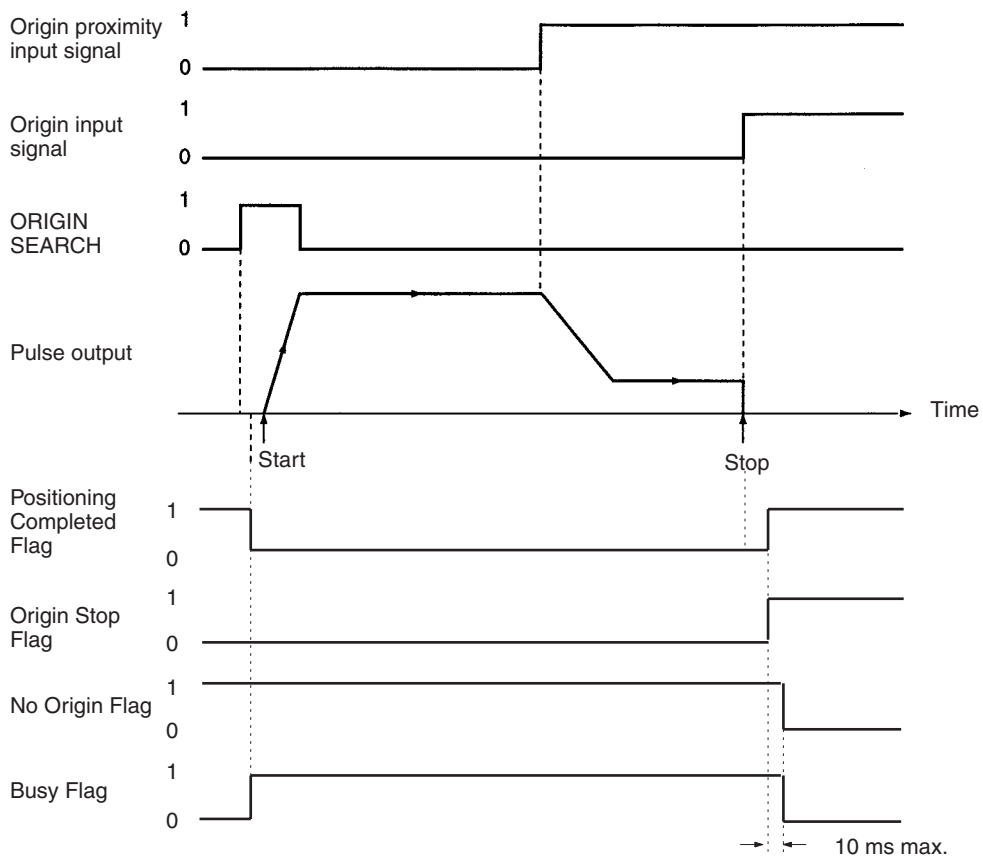 1
Origin proximity
input signal
0
1
Origin input
signal
0
1
ORIGIN
SEARCH
0
Pulse output
Time
Start
Stop
Positioning
Completed
Flag
1
0
1
Origin Stop
Flag
0
1
No Origin Flag
0
1
Busy Flag
0
10 ms max.